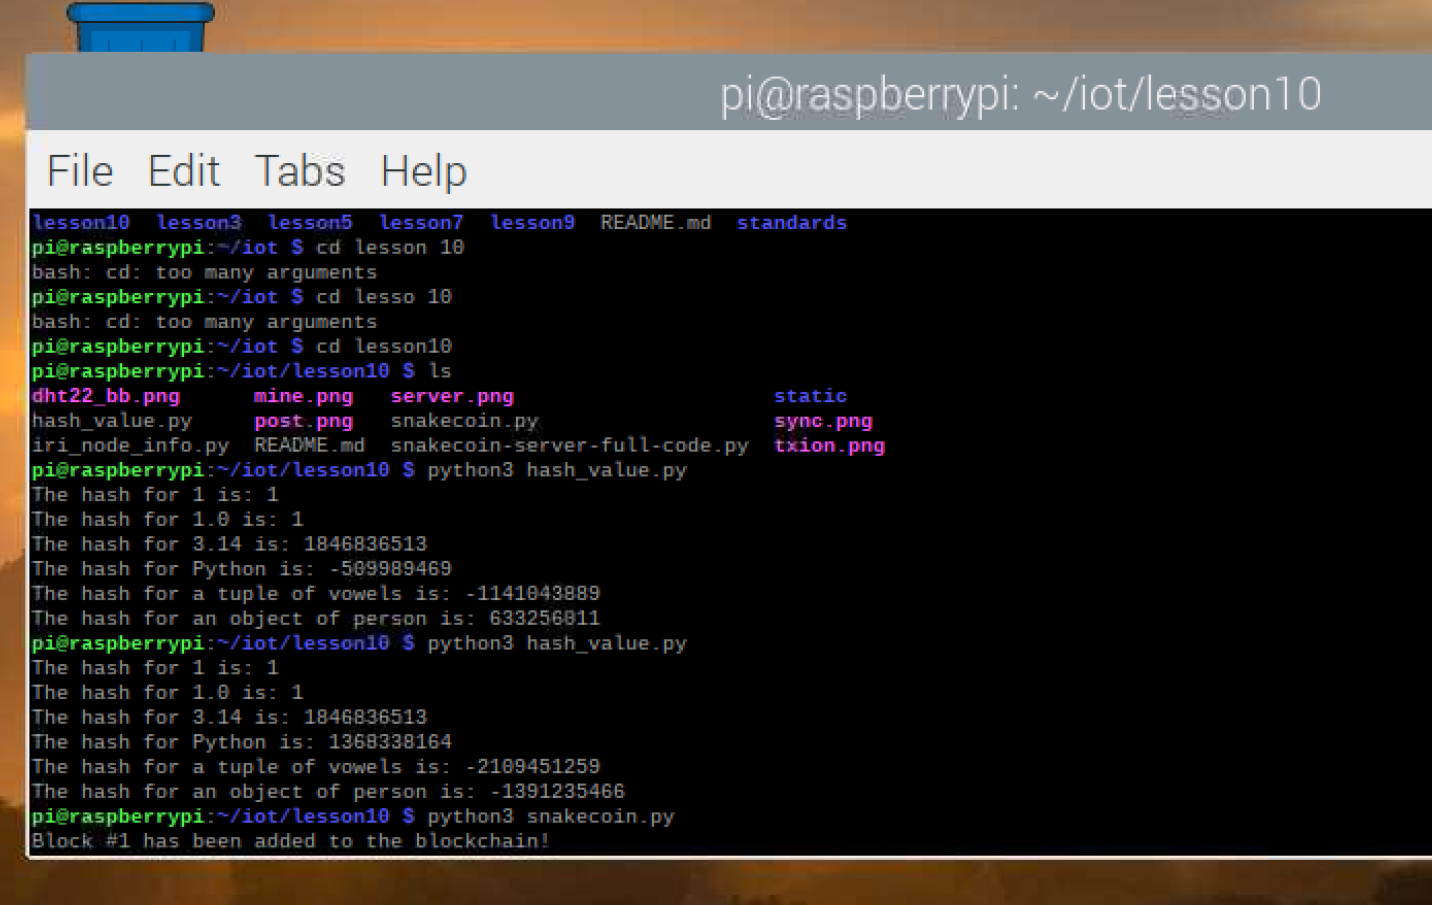 pi@raspberrypi: ~/iot/lesson10
File Edit Tabs Help
lesson10 lesson3 lesson5 lesson7 lesson9 README.md standards
pi@raspberrypi:~/iot $ cd lesson 10
bash: cd: too many arguments
pi@raspberrypi:~/iot $ cd lesso 10
bash: cd: too many arguments
pi@raspberrypi:~/iot $ cd lesson10
pi@raspberrypi:~/iot/lesson10 $ ls
dht22_bb.png mine.png server.png static
hash_value.py post.png snakecoin.py sync.png
iri_node_info.py README.md snakecoin-server-full-code.py txion.png
pi@raspberrypi:~/iot/lesson10 $ python3 hash_value.py
The hash for 1 is: 1
The hash for 1.0 is: 1
The hash for 3.14 is: 1846836513
The hash for Python is: -509989469
The hash for a tuple of vowels is: -1141043889
The hash for an object of person is: 633256011
pi@raspberrypi:~/iot/lesson10 $ python3 hash_value.py
The hash for 1 is: 1
The hash for 1.0 is: 1
The hash for 3.14 is: 1846836513
The hash for Python is: 1368338164
The hash for a tuple of vowels is: -2109451259
The hash for an object of person is: -1391235466
pi@raspberrypi:~/iot/lesson10 $ python3 snakecoin.py
Block #1 has been added to the blockchain!